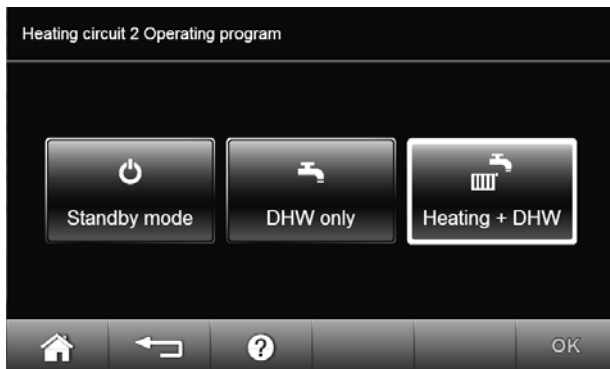 Heating circuit 2 Operating program
Standby mode
DHW only
Heating + DHW
?
OK